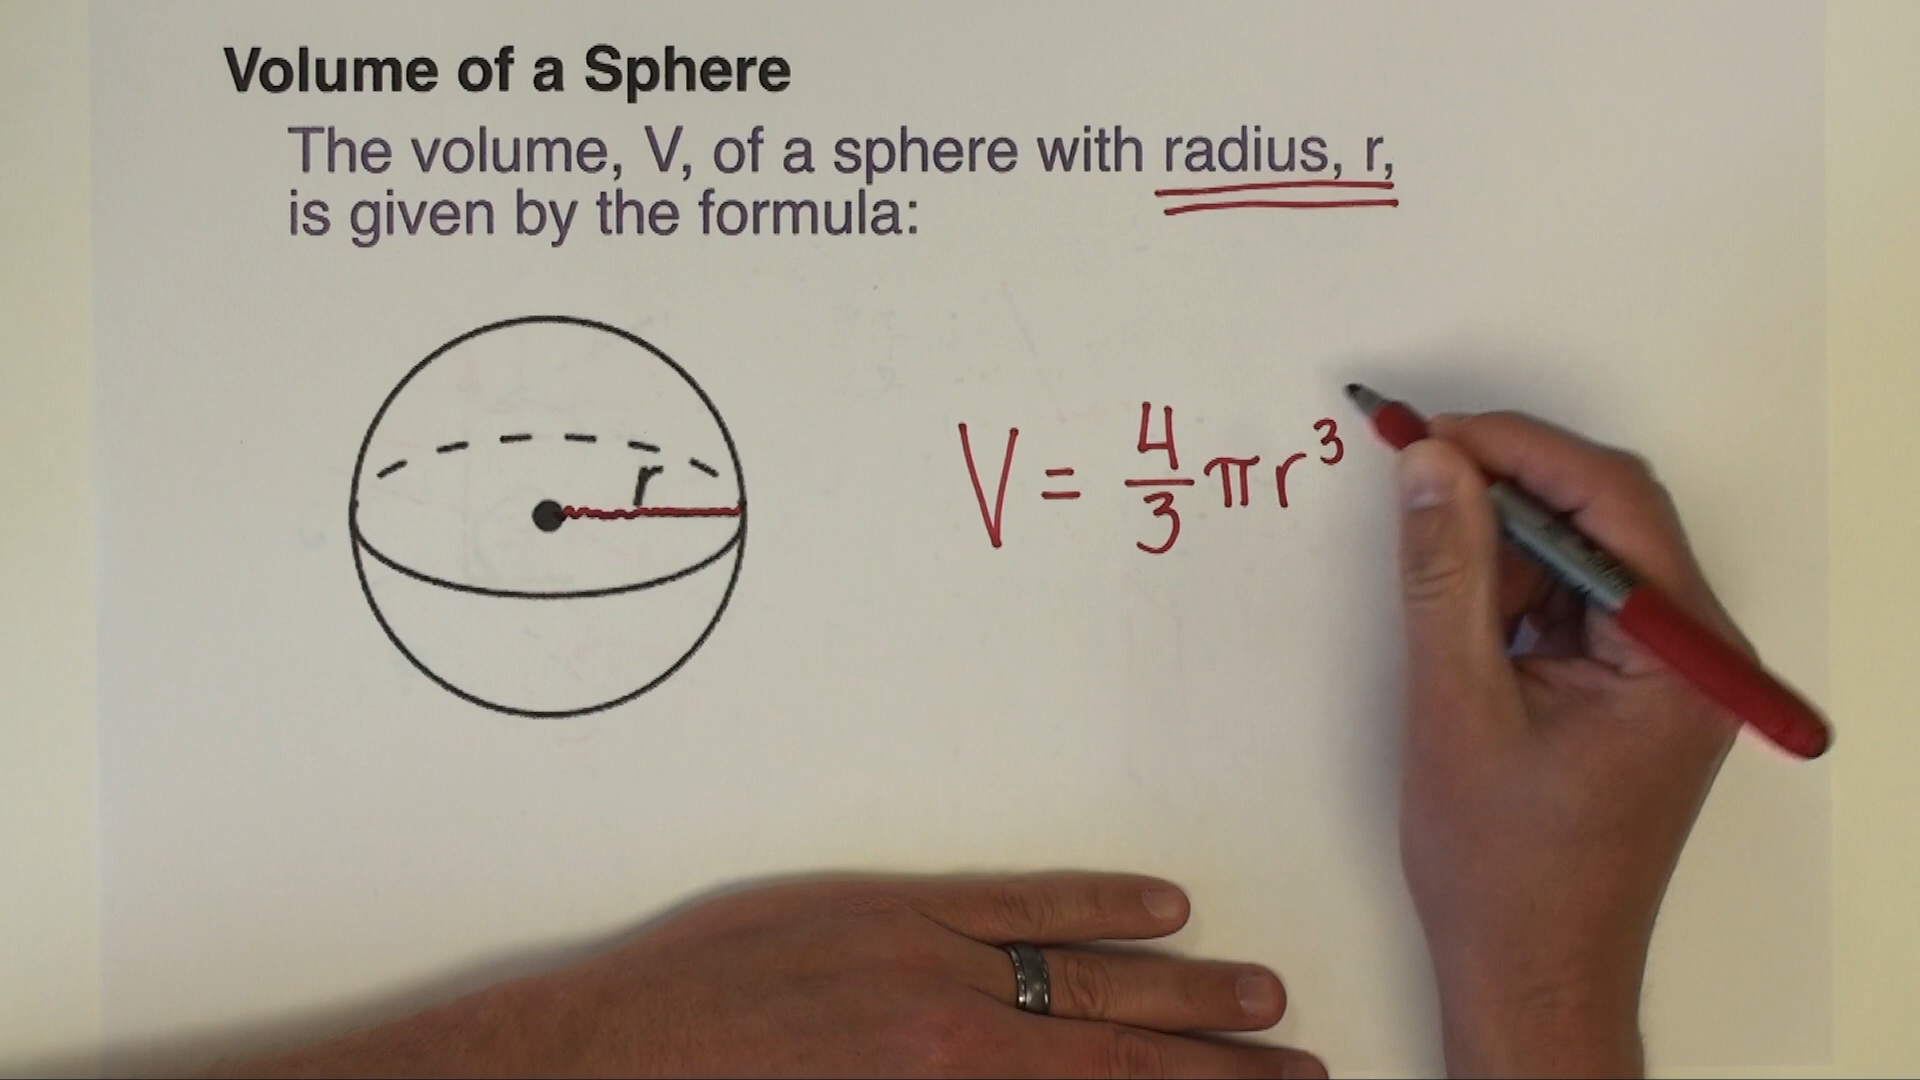 Volume of a Sphere
The volume, V, of a sphere with radius, r,
is given by the formula:
r
V = 4/3 πr³